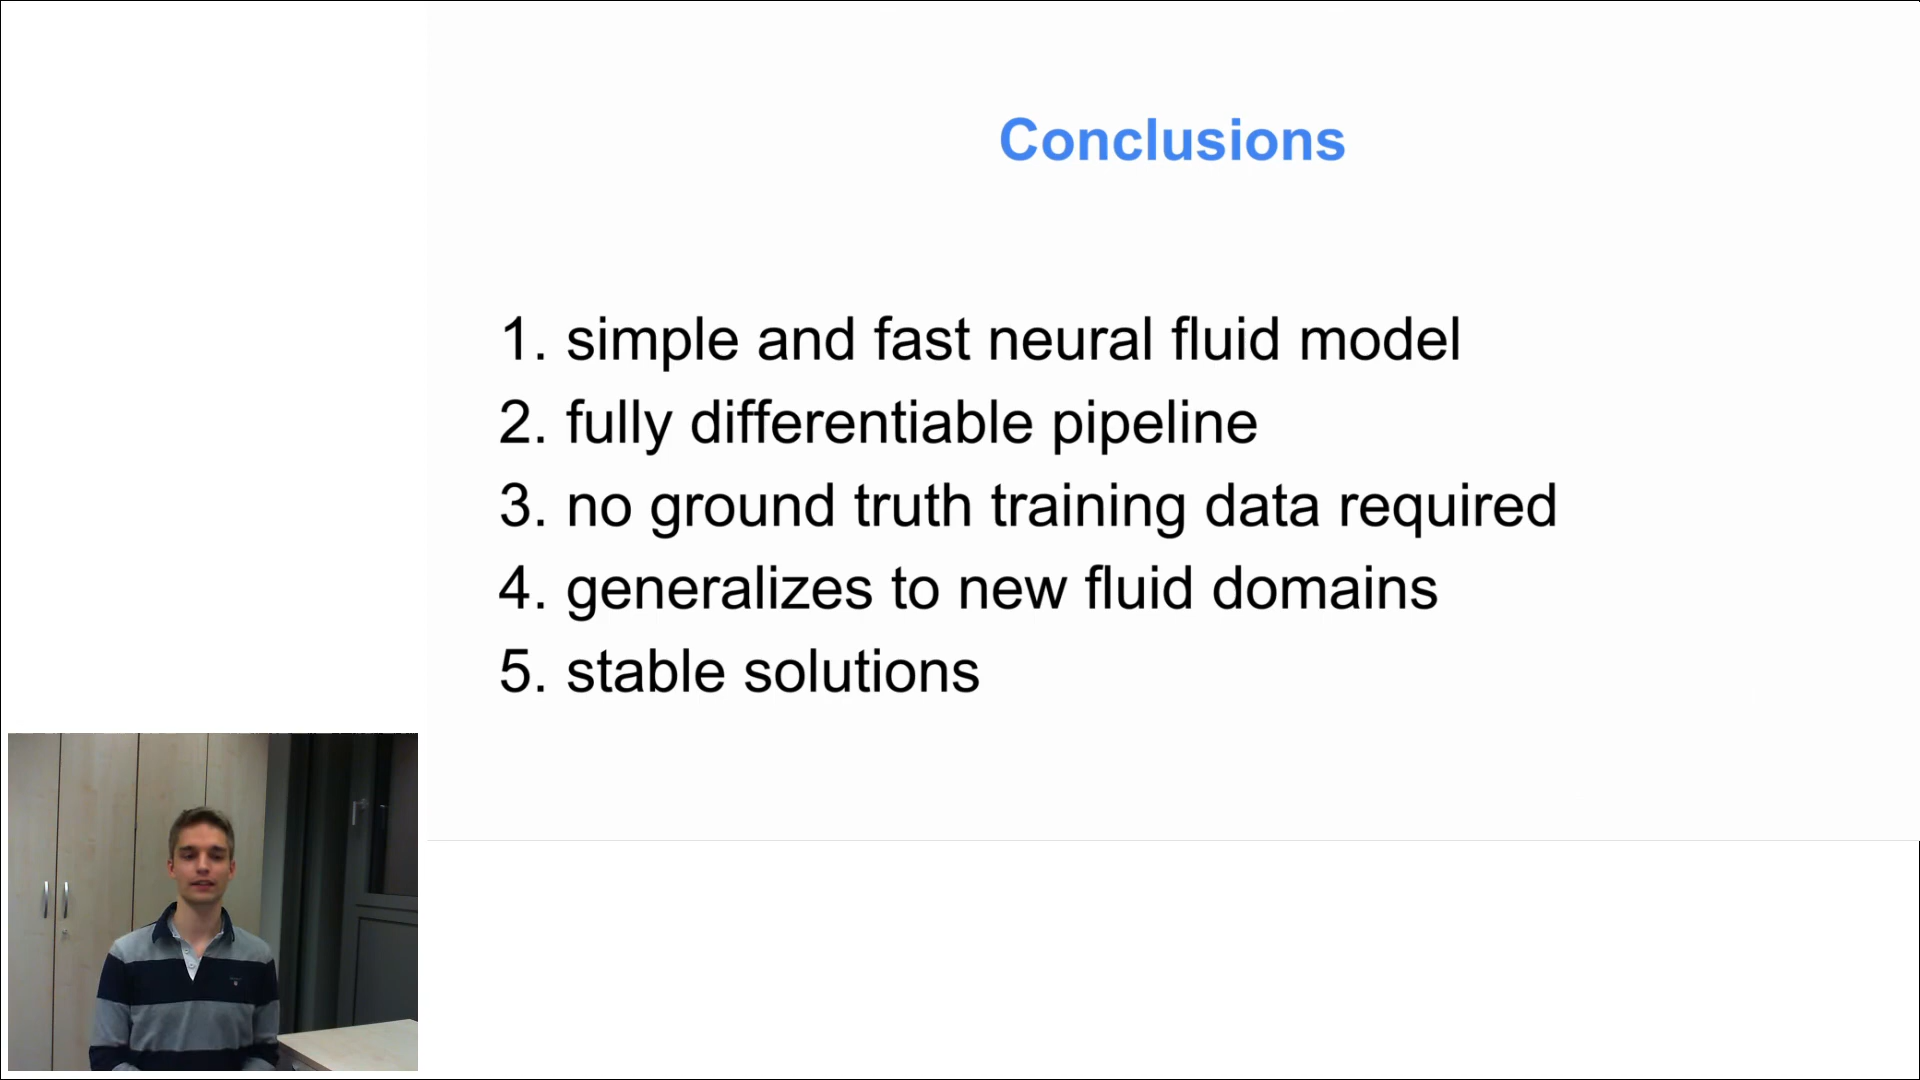 Conclusions
1. simple and fast neural fluid model
2. fully differentiable pipeline
3. no ground truth training data required
4. generalizes to new fluid domains
5. stable solutions